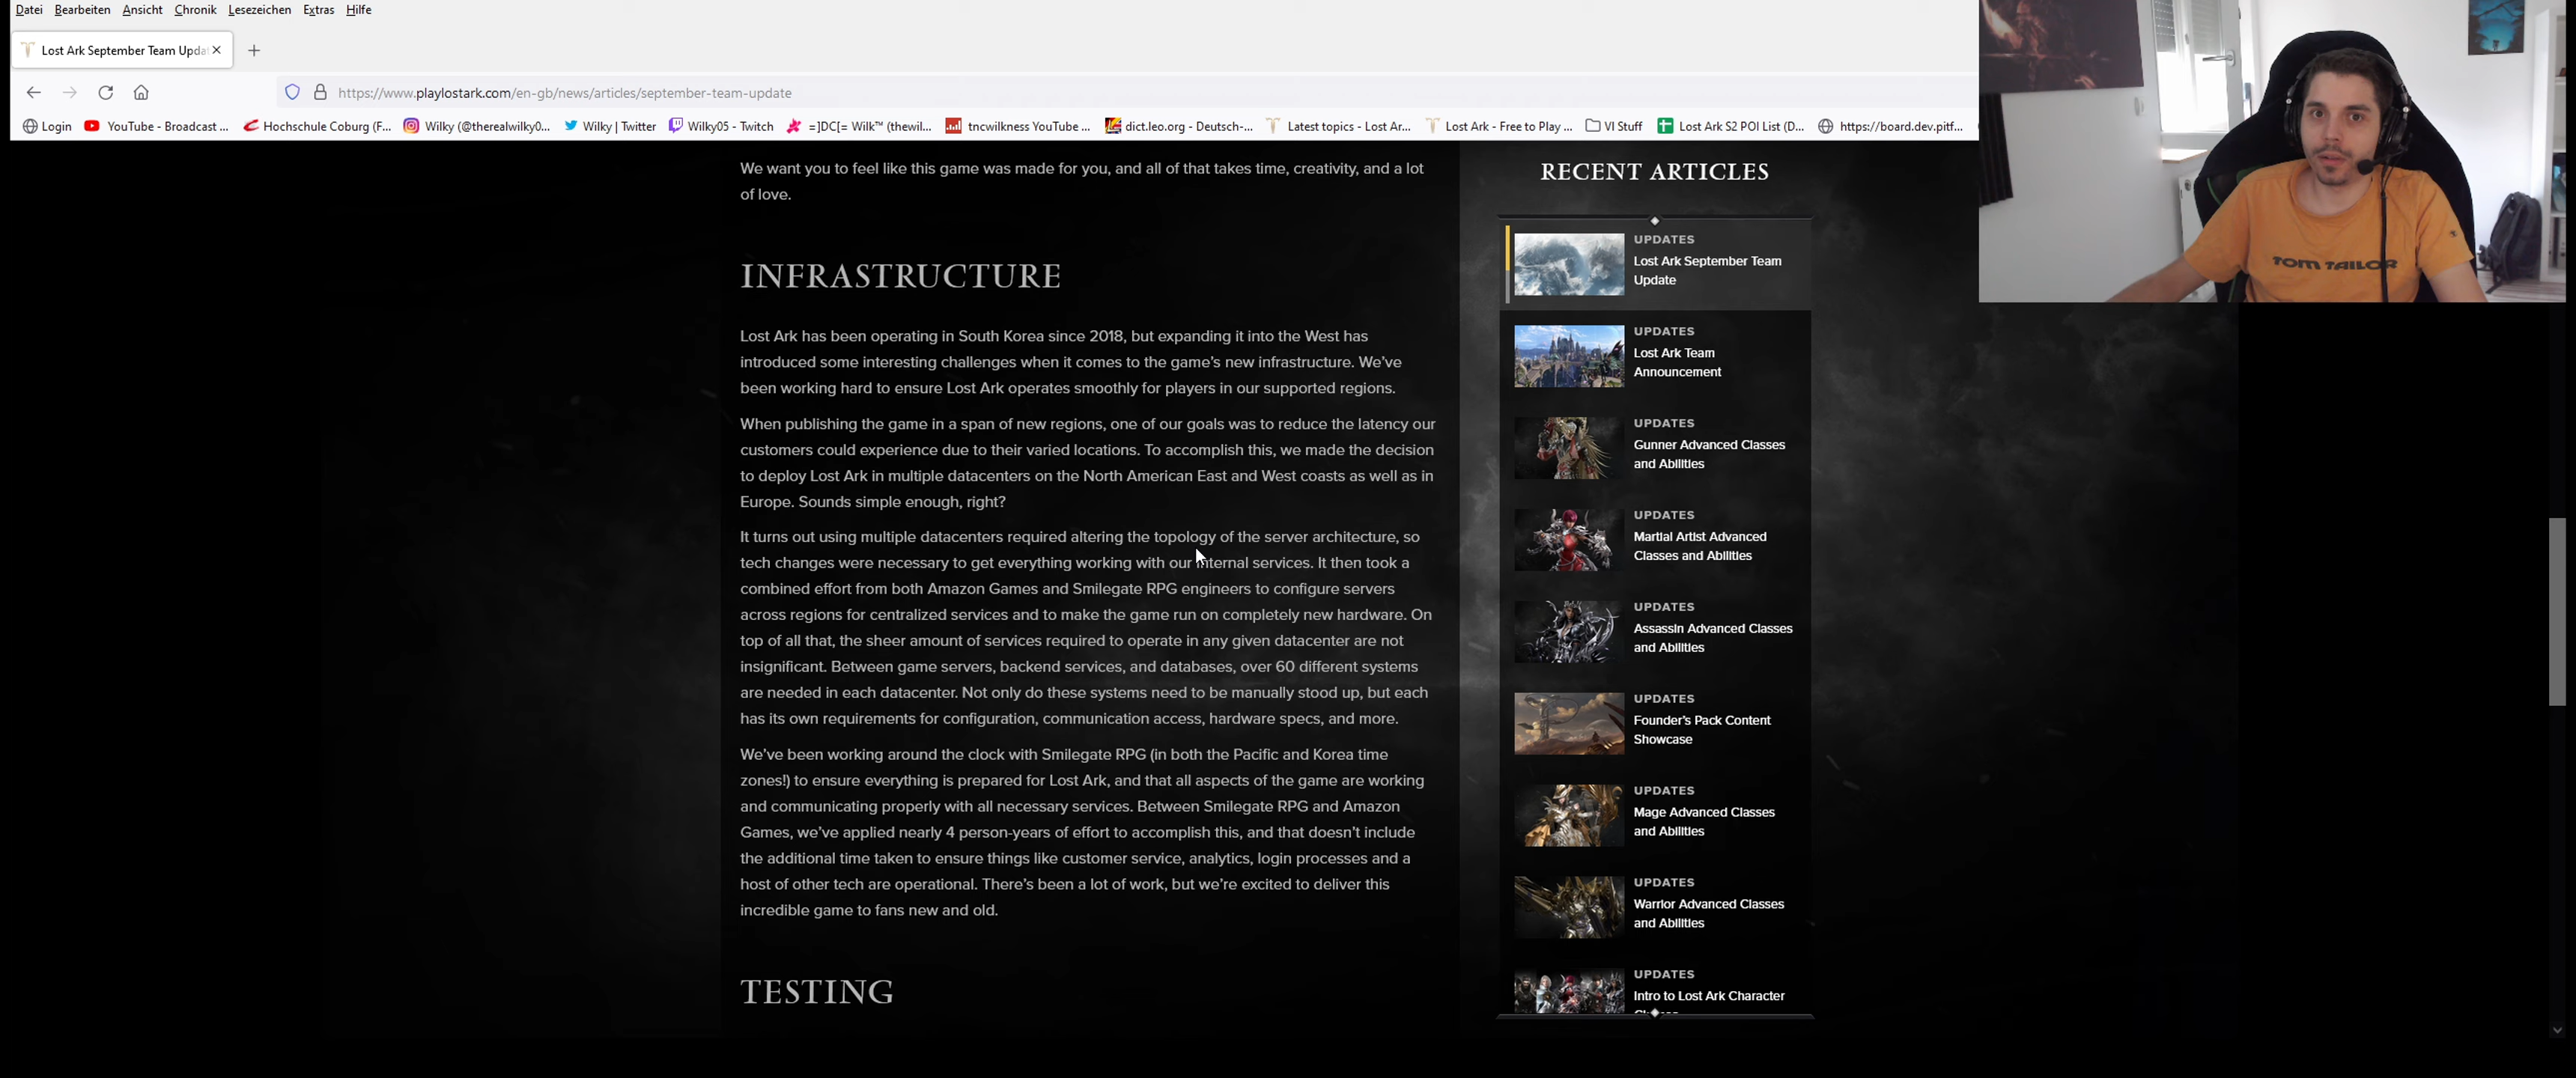 Datei Bearbeiten Ansicht Chronik Lesezeichen Extras Hilfe
Lost Ark September Team Upda
https://www.playlostark.com/en-gb/news/articles/september-team-update
Login YouTube - Broadcast ... Hochschule Coburg (F... Wilky (@therealwilky0... Wilky | Twitter Wilky05 - Twitch =]DC[= Wilk™ (thewil... tncwilkness YouTube ... dict.leo.org - Deutsch-... Latest topics - Lost Ar... Lost Ark - Free to Play ... VI Stuff Lost Ark S2 POI List (D... https://board.dev.pitf...
We want you to feel like this game was made for you, and all of that takes time, creativity, and a lot
of love.
INFRASTRUCTURE
Lost Ark has been operating in South Korea since 2018, but expanding it into the West has
introduced some interesting challenges when it comes to the game's new infrastructure. We've
been working hard to ensure Lost Ark operates smoothly for players in our supported regions.
When publishing the game in a span of new regions, one of our goals was to reduce the latency our
customers could experience due to their varied locations. To accomplish this, we made the decision
to deploy Lost Ark in multiple datacenters on the North American East and West coasts as well as in
Europe. Sounds simple enough, right?
It turns out using multiple datacenters required altering the topology of the server architecture, so
tech changes were necessary to get everything working with our internal services. It then took a
combined effort from both Amazon Games and Smilegate RPG engineers to configure servers
across regions for centralized services and to make the game run on completely new hardware. On
top of all that, the sheer amount of services required to operate in any given datacenter are not
insignificant. Between game servers, backend services, and databases, over 60 different systems
are needed in each datacenter. Not only do these systems need to be manually stood up, but each
has its own requirements for configuration, communication access, hardware specs, and more.
We've been working around the clock with Smilegate RPG (in both the Pacific and Korea time
zones!) to ensure everything is prepared for Lost Ark, and that all aspects of the game are working
and communicating properly with all necessary services. Between Smilegate RPG and Amazon
Games, we've applied nearly 4 person-years of effort to accomplish this, and that doesn't include
the additional time taken to ensure things like customer service, analytics, login processes and a
host of other tech are operational. There's been a lot of work, but we're excited to deliver this
incredible game to fans new and old.
TESTING
RECENT ARTICLES
UPDATES
Lost Ark September Team
Update
UPDATES
Lost Ark Team
Announcement
UPDATES
Gunner Advanced Classes
and Abilities
UPDATES
Martial Artist Advanced
Classes and Abilities
UPDATES
Assassin Advanced Classes
and Abilities
UPDATES
Founder's Pack Content
Showcase
UPDATES
Mage Advanced Classes
and Abilities
UPDATES
Warrior Advanced Classes
and Abilities
UPDATES
Intro to Lost Ark Character
TOM TAILOR